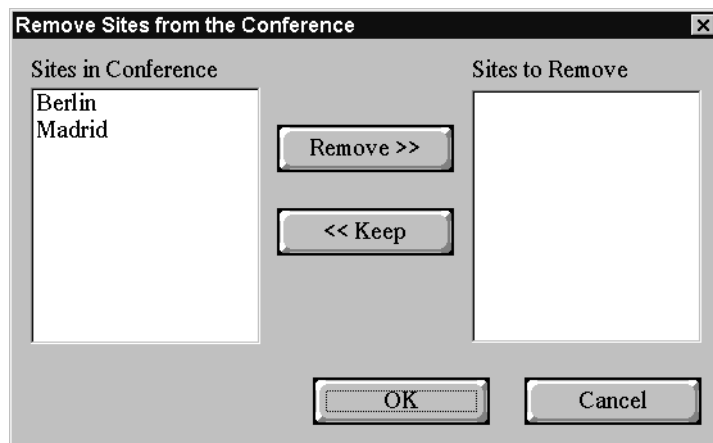 Remove Sites from the Conference
Sites in Conference
Sites to Remove
Berlin
Madrid
Remove >>
<< Keep
OK
Cancel